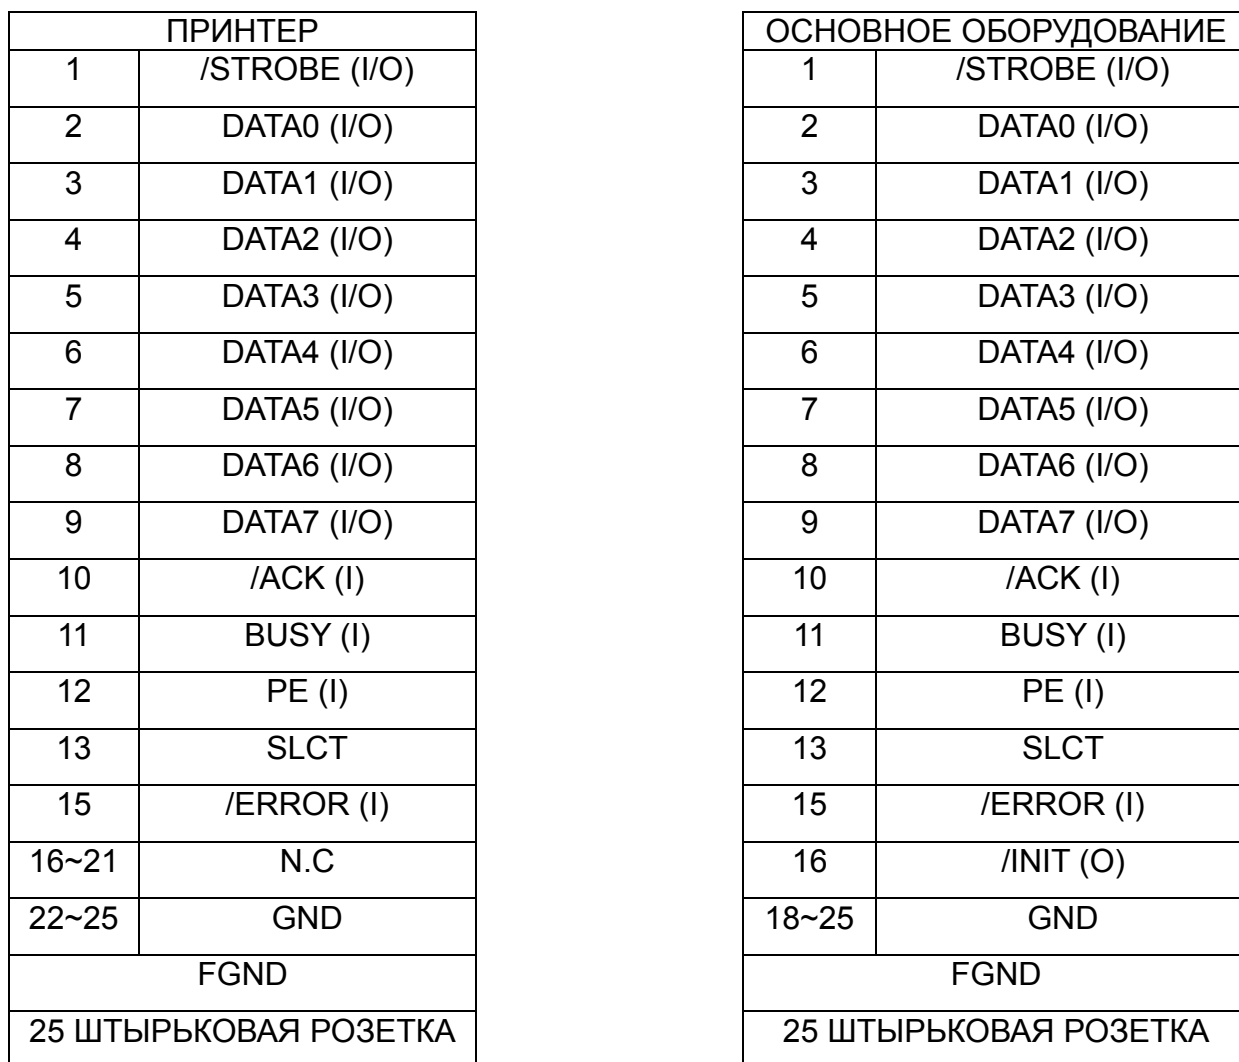 ПРИНТЕР
1 /STROBE (I/O)
2 DATA0 (I/O)
3 DATA1 (I/O)
4 DATA2 (I/O)
5 DATA3 (I/O)
6 DATA4 (I/O)
7 DATA5 (I/O)
8 DATA6 (I/O)
9 DATA7 (I/O)
10 /ACK (I)
11 BUSY (I)
12 PE (I)
13 SLCT
15 /ERROR (I)
16~21 N.C
22~25 GND
FGND
25 ШТЫРЬКОВАЯ РОЗЕТКА
ОСНОВНОЕ ОБОРУДОВАНИЕ
1 /STROBE (I/O)
2 DATA0 (I/O)
3 DATA1 (I/O)
4 DATA2 (I/O)
5 DATA3 (I/O)
6 DATA4 (I/O)
7 DATA5 (I/O)
8 DATA6 (I/O)
9 DATA7 (I/O)
10 /ACK (I)
11 BUSY (I)
12 PE (I)
13 SLCT
15 /ERROR (I)
16 /INIT (O)
18~25 GND
FGND
25 ШТЫРЬКОВАЯ РОЗЕТКА